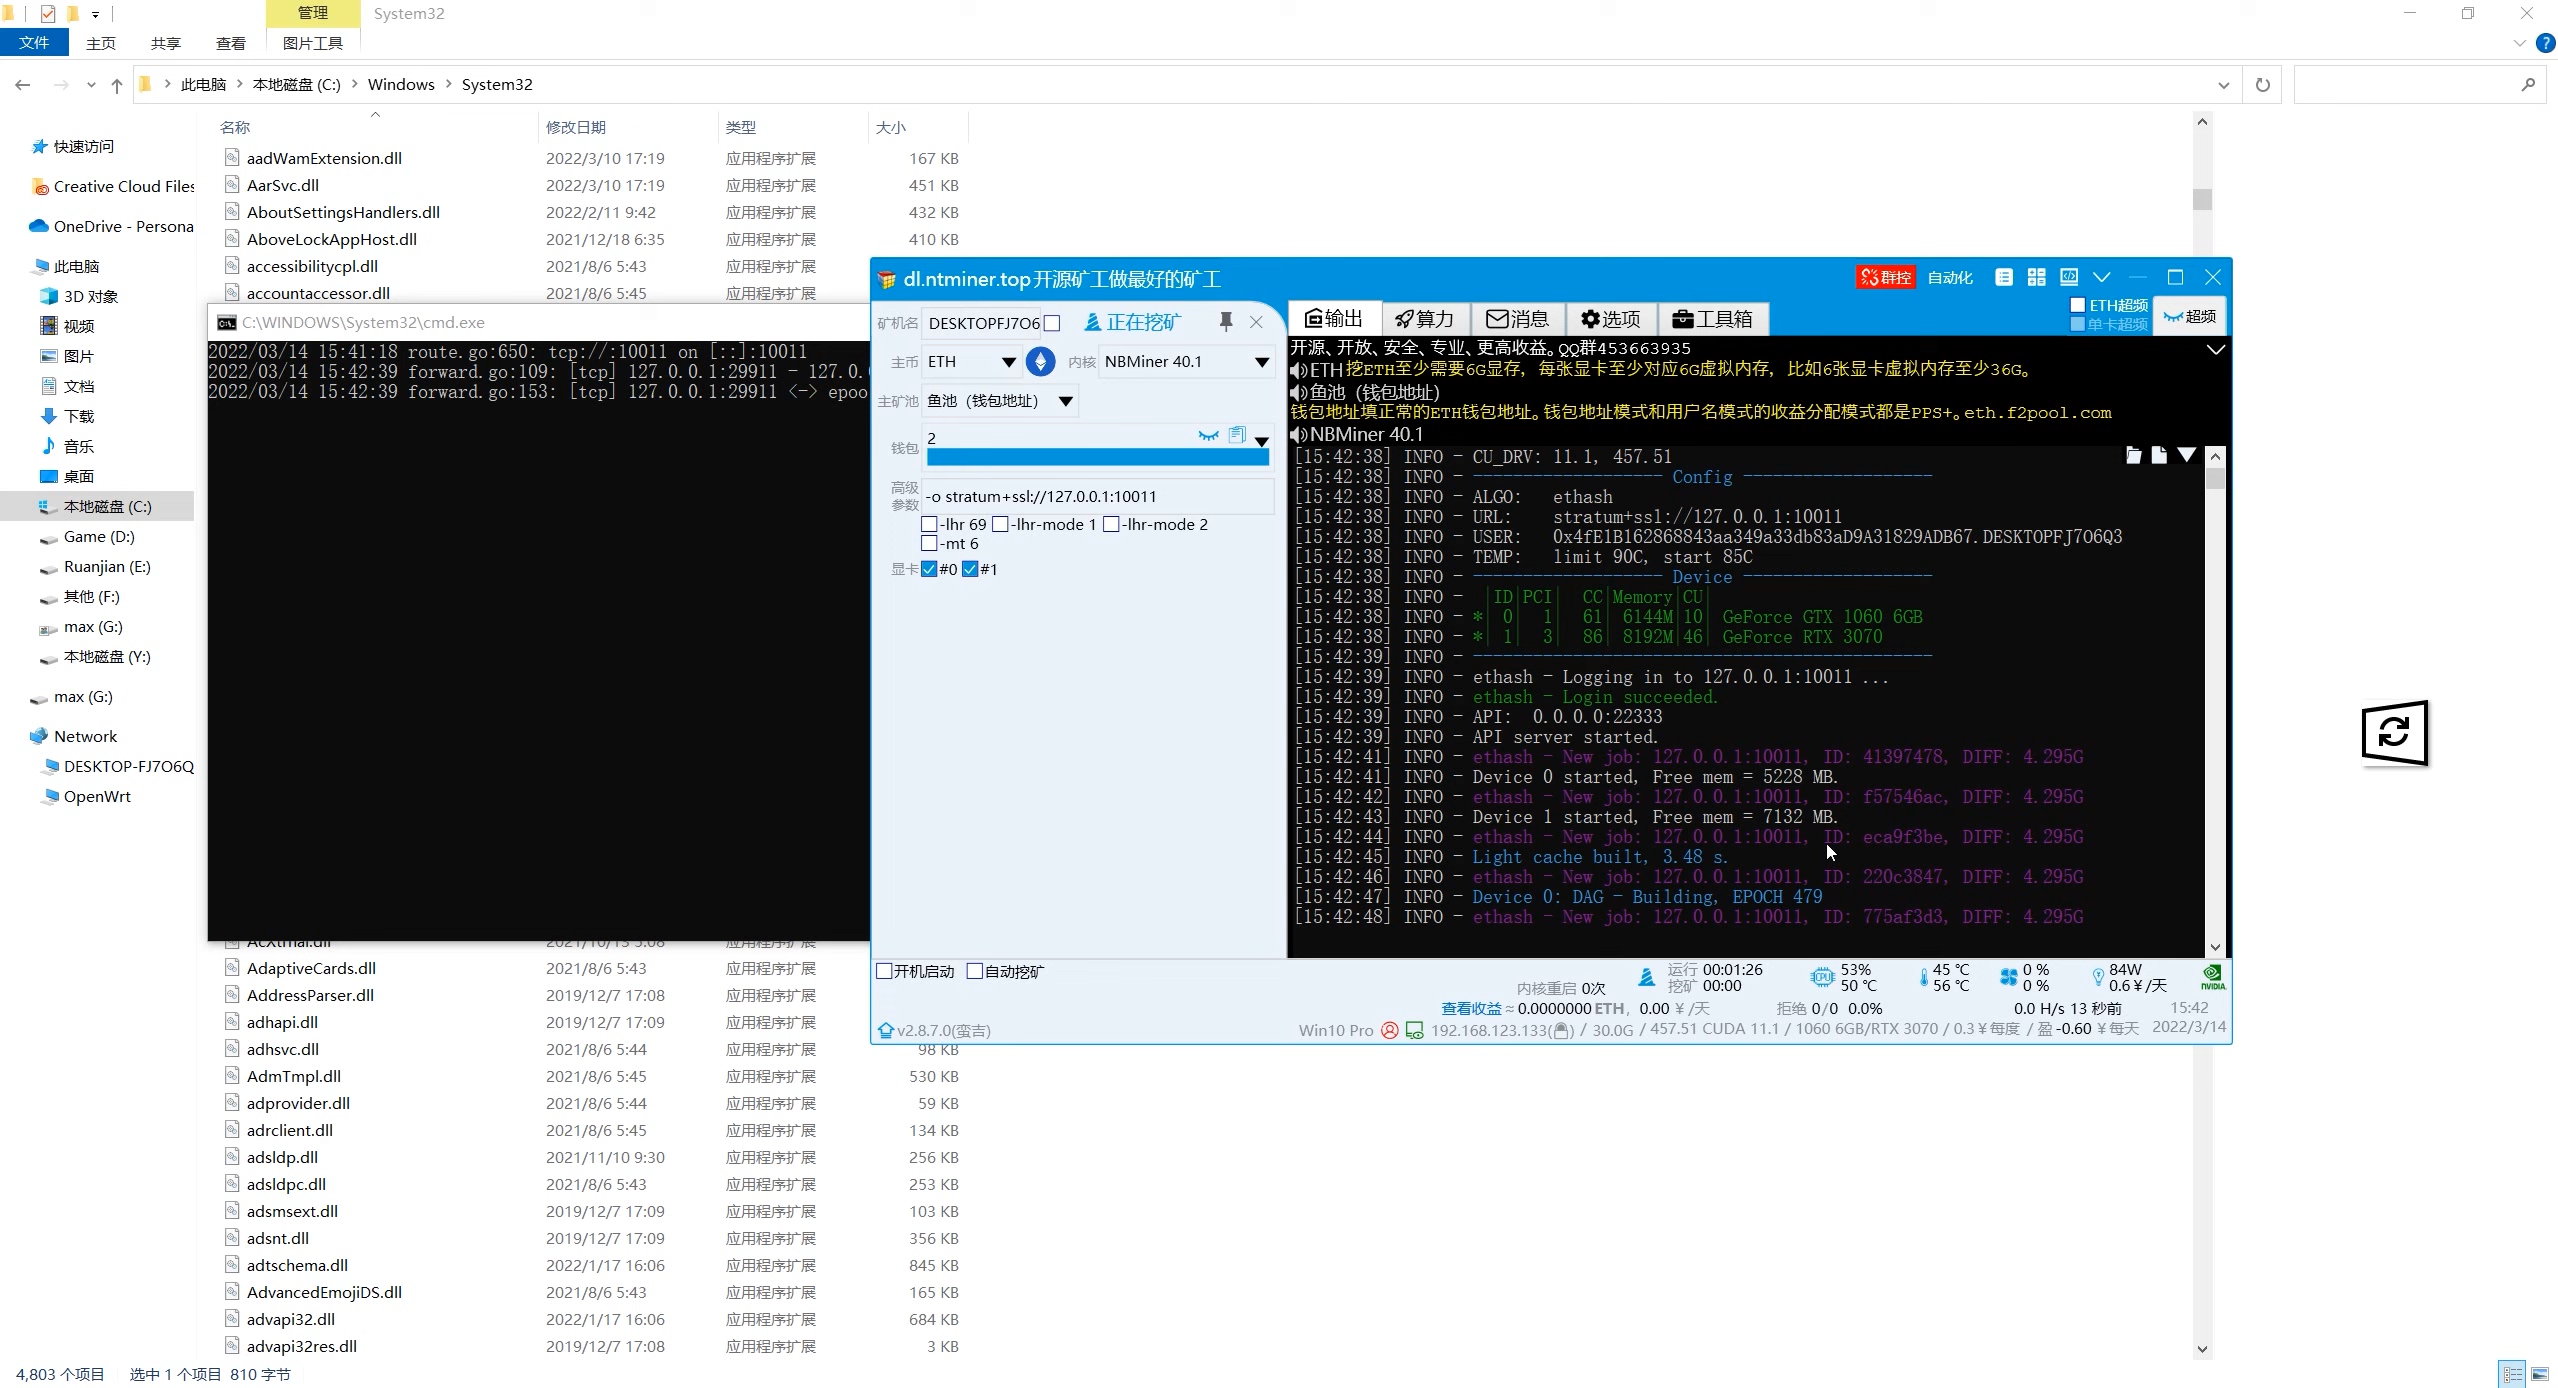 管理
System32
文件
主页
共享
查看
图片工具
此电脑
本地磁盘 (C:)
Windows
System32
名称
修改日期
类型
大小
快速访问
Creative Cloud Files
OneDrive - Persona
此电脑
3D 对象
视频
图片
文档
下载
音乐
桌面
本地磁盘 (C:)
Game (D:)
Ruanjian (E:)
其他 (F:)
max (G:)
本地磁盘 (Y:)
max (G:)
Network
DESKTOP-FJ7O6Q
OpenWrt
aadWamExtension.dll 2022/3/10 17:19 应用程序扩展 167 KB
AarSvc.dll 2022/3/10 17:19 应用程序扩展 451 KB
AboutSettingsHandlers.dll 2022/2/11 9:42 应用程序扩展 432 KB
AboveLockAppHost.dll 2021/12/18 6:35 应用程序扩展 410 KB
accessibilitycpl.dll 2021/8/6 5:43 应用程序扩展
accountaccessor.dll 2021/8/6 5:45 应用程序扩展
C:\WINDOWS\System32\cmd.exe
2022/03/14 15:41:18 route.go:650: tcp://:10011 on [::]:10011
2022/03/14 15:42:39 forward.go:109: [tcp] 127.0.0.1:29911 - 127.0.
2022/03/14 15:42:39 forward.go:153: [tcp] 127.0.0.1:29911 <-> epoo
AdaptiveCards.dll 2021/8/6 5:43 应用程序扩展
AddressParser.dll 2019/12/7 17:08 应用程序扩展
adhapi.dll 2019/12/7 17:09 应用程序扩展
adhsvc.dll 2021/8/6 5:44 应用程序扩展 98 KB
AdmTmpl.dll 2021/8/6 5:45 应用程序扩展 530 KB
adprovider.dll 2021/8/6 5:44 应用程序扩展 59 KB
adrclient.dll 2021/8/6 5:45 应用程序扩展 134 KB
adsldp.dll 2021/11/10 9:30 应用程序扩展 256 KB
adsldpc.dll 2021/8/6 5:43 应用程序扩展 253 KB
adsmsext.dll 2019/12/7 17:09 应用程序扩展 103 KB
adsnt.dll 2019/12/7 17:09 应用程序扩展 356 KB
adtschema.dll 2022/1/17 16:06 应用程序扩展 845 KB
AdvancedEmojiDS.dll 2021/8/6 5:43 应用程序扩展 165 KB
advapi32.dll 2022/1/17 16:06 应用程序扩展 684 KB
advapi32res.dll 2019/12/7 17:08 应用程序扩展 3 KB
4,803 个项目 选中 1 个项目 810 字节
dl.ntminer.top开源矿工做最好的矿工
群控
自动化
矿机名 DESKTOPFJ7O6
正在挖矿
主币 ETH
内核 NBMiner 40.1
主矿池 鱼池（钱包地址）
钱包 2
高级参数 -o stratum+ssl://127.0.0.1:10011
-lhr 69 -lhr-mode 1 -lhr-mode 2
-mt 6
显卡 #0 #1
输出 算力 消息 选项 工具箱
ETH超频
单卡超频
超频
开源、开放、安全、专业、更高收益。QQ群453663935
ETH挖ETH至少需要6G显存，每张显卡至少对应6G虚拟内存，比如6张显卡虚拟内存至少36G。
鱼池（钱包地址）
钱包地址填正常的ETH钱包地址。钱包地址模式和用户名模式的收益分配模式都是PPS+。eth.f2pool.com
NBMiner 40.1
[15:42:38] INFO - CU_DRV: 11.1, 457.51
[15:42:38] INFO - ------------------- Config -------------------
[15:42:38] INFO - ALGO: ethash
[15:42:38] INFO - URL: stratum+ssl://127.0.0.1:10011
[15:42:38] INFO - USER: 0x4fE1B162868843aa349a33db83aD9A31829ADB67.DESKTOPFJ7O6Q3
[15:42:38] INFO - TEMP: limit 90C, start 85C
[15:42:38] INFO - ------------------- Device -------------------
[15:42:38] INFO - |ID|PCI| CC|Memory|CU|
[15:42:38] INFO - *| 0| 1| 61| 6144M|10| GeForce GTX 1060 6GB
[15:42:38] INFO - *| 1| 3| 86| 8192M|46| GeForce RTX 3070
[15:42:39] INFO - ----------------------------------------------
[15:42:39] INFO - ethash - Logging in to 127.0.0.1:10011 ...
[15:42:39] INFO - ethash - Login succeeded.
[15:42:39] INFO - API: 0.0.0.0:22333
[15:42:39] INFO - API server started.
[15:42:41] INFO - ethash - New job: 127.0.0.1:10011, ID: 41397478, DIFF: 4.295G
[15:42:41] INFO - Device 0 started, Free mem = 5228 MB.
[15:42:42] INFO - ethash - New job: 127.0.0.1:10011, ID: f57546ac, DIFF: 4.295G
[15:42:43] INFO - Device 1 started, Free mem = 7132 MB.
[15:42:44] INFO - ethash - New job: 127.0.0.1:10011, ID: eca9f3be, DIFF: 4.295G
[15:42:45] INFO - Light cache built, 3.48 s.
[15:42:46] INFO - ethash - New job: 127.0.0.1:10011, ID: 220c3847, DIFF: 4.295G
[15:42:47] INFO - Device 0: DAG - Building, EPOCH 479
[15:42:48] INFO - ethash - New job: 127.0.0.1:10011, ID: 775af3d3, DIFF: 4.295G
开机启动 自动挖矿
内核重启 0次
运行 00:01:26
挖矿 00:00
CPU 53% 50 ℃
45 ℃ 56 ℃
0 % 0 %
84W 0.6¥/天
NVIDIA
查看收益 ≈ 0.0000000 ETH， 0.00 ¥ /天
拒绝 0/0 0.0%
0.0 H/s 13 秒前
15:42
v2.8.7.0(蛮吉)
Win10 Pro 192.168.123.133( ) / 30.0G / 457.51 CUDA 11.1 / 1060 6GB/RTX 3070 / 0.3 ¥ 每度 / 盈 -0.60 ¥ 每天
2022/3/14